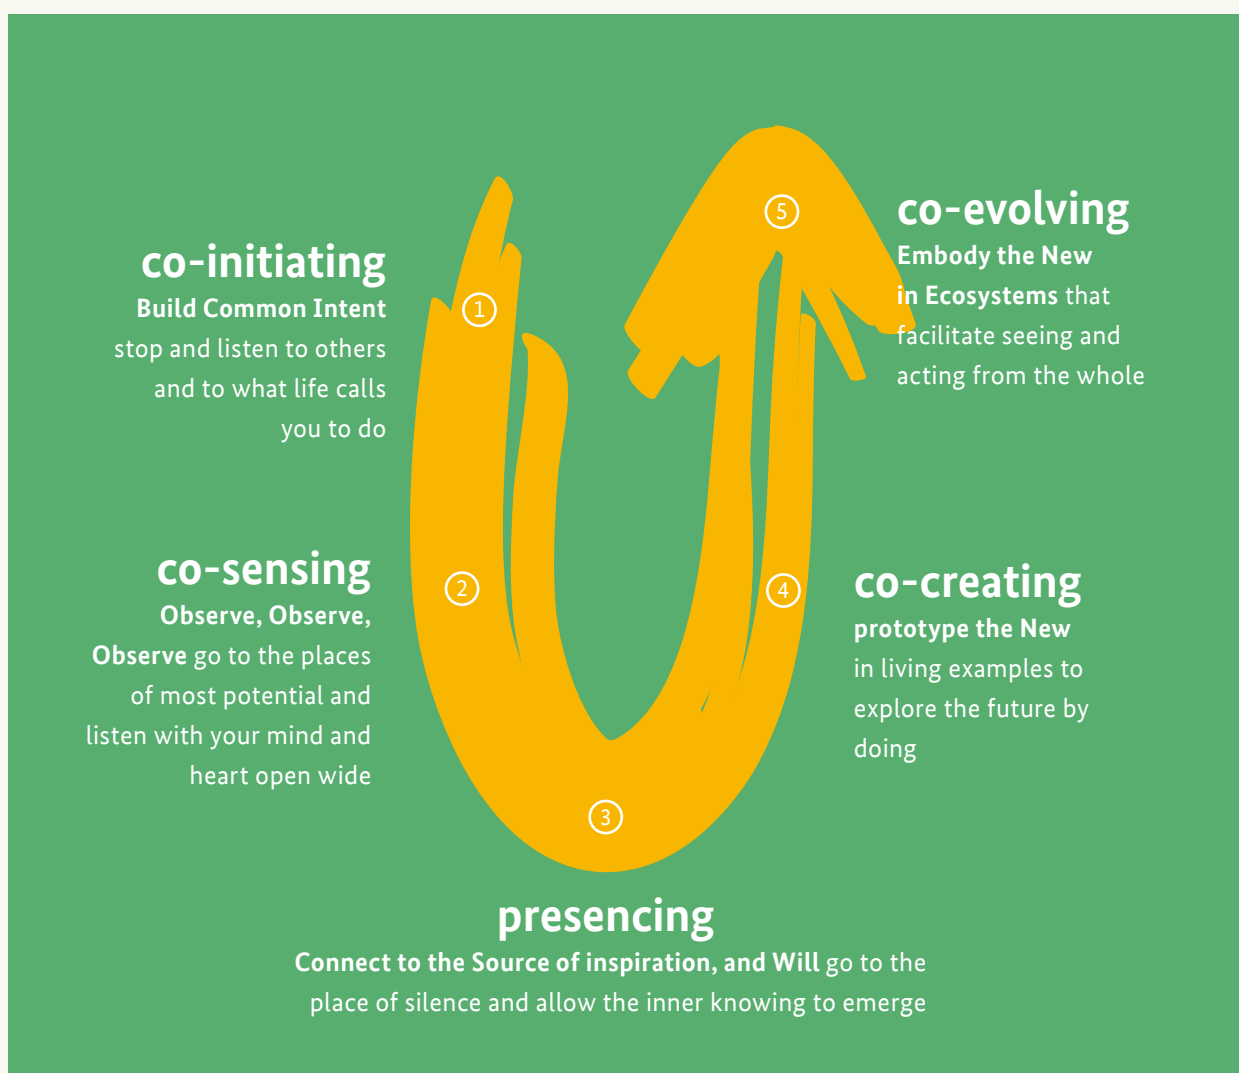 1
co-initiating
Build Common Intent
stop and listen to others
and to what life calls
you to do
2
co-sensing
Observe, Observe,
Observe go to the places
of most potential and
listen with your mind and
heart open wide
3
presencing
Connect to the Source of inspiration, and Will go to the
place of silence and allow the inner knowing to emerge
4
co-creating
prototype the New
in living examples to
explore the future by
doing
5
co-evolving
Embody the New
in Ecosystems that
facilitate seeing and
acting from the whole